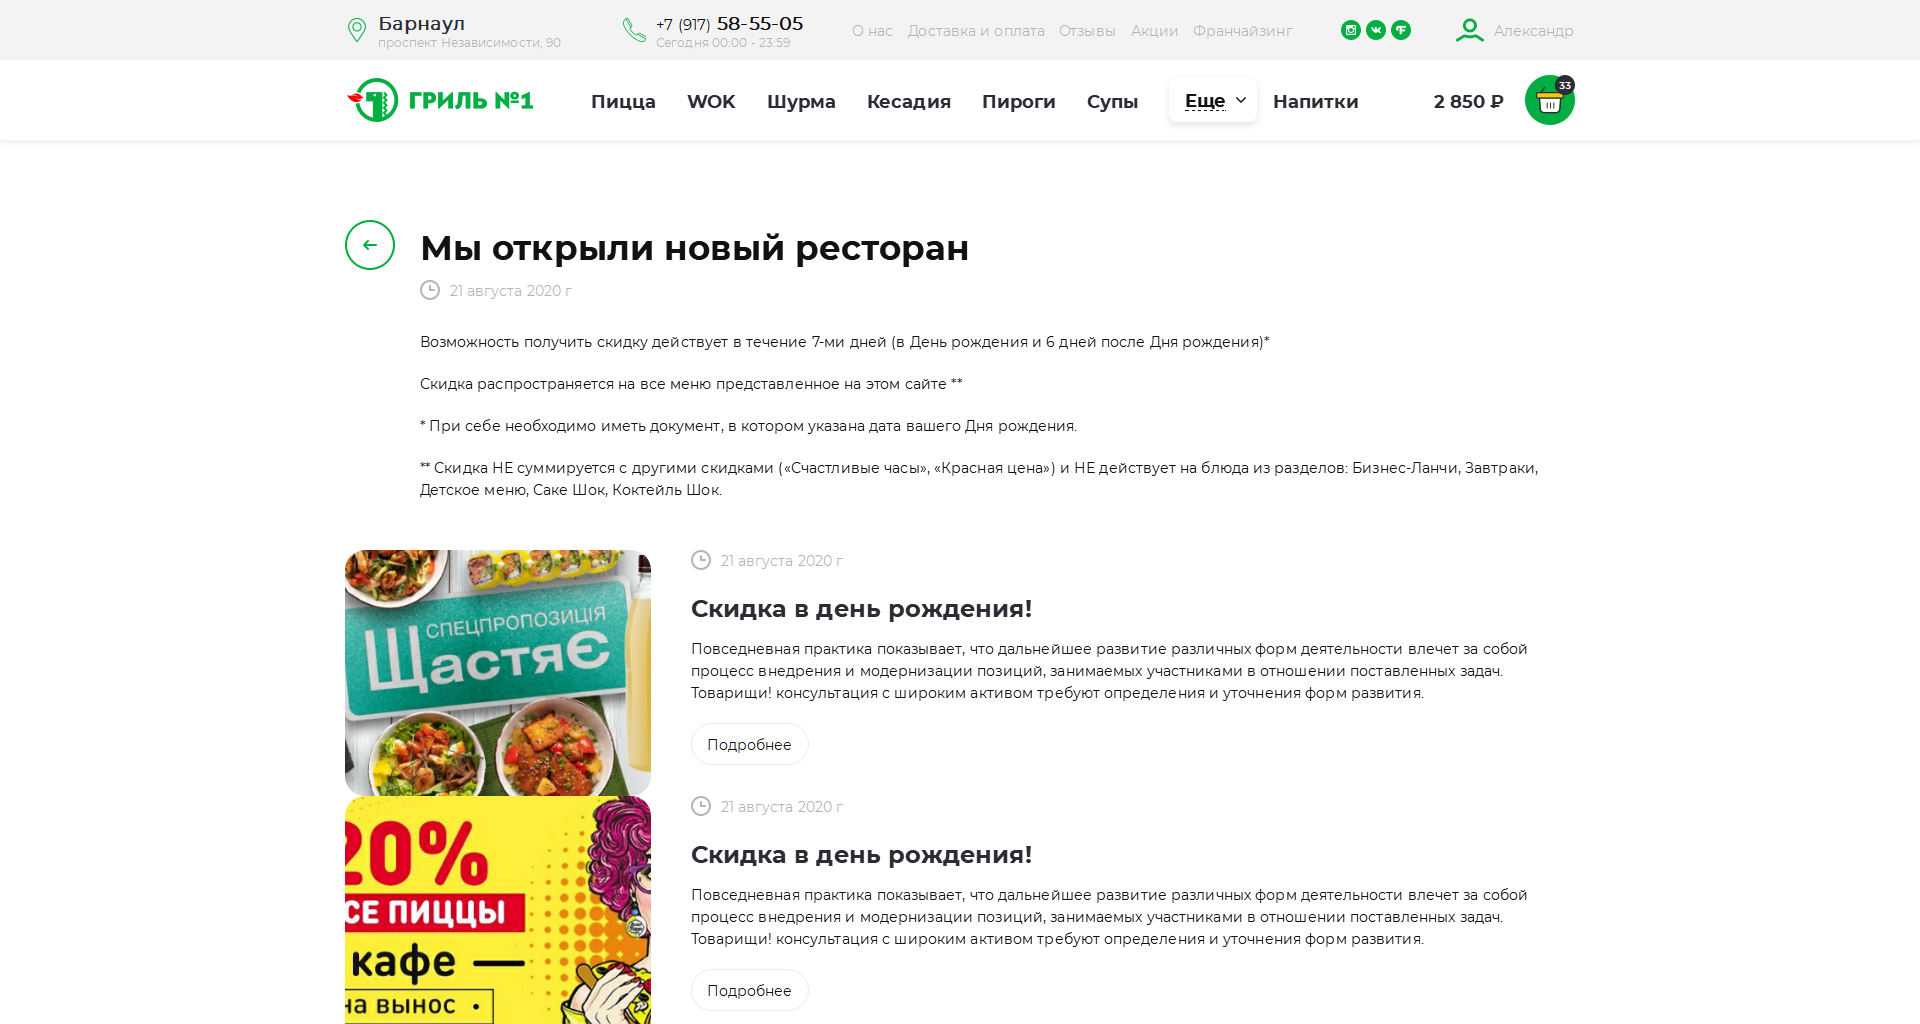 Барнаул
проспект Независимости, 90
+7 (917) 58-55-05
Сегодня 00:00 - 23:59
О нас Доставка и оплата Отзывы Акции Франчайзинг
Александр
ГРИЛЬ №1
Пицца WOK Шурма Кесадия Пироги Супы Еще Напитки
2 850 ₽
33
Мы открыли новый ресторан
21 августа 2020 г
Возможность получить скидку действует в течение 7-ми дней (в День рождения и 6 дней после Дня рождения)*
Скидка распространяется на все меню представленное на этом сайте **
* При себе необходимо иметь документ, в котором указана дата вашего Дня рождения.
** Скидка НЕ суммируется с другими скидками («Счастливые часы», «Красная цена») и НЕ действует на блюда из разделов: Бизнес-Ланчи, Завтраки,
Детское меню, Саке Шок, Коктейль Шок.
СПЕЦПРОПОЗИЦІЯ
ЩастяЄ
21 августа 2020 г
Скидка в день рождения!
Повседневная практика показывает, что дальнейшее развитие различных форм деятельности влечет за собой
процесс внедрения и модернизации позиций, занимаемых участниками в отношении поставленных задач.
Товарищи! консультация с широким активом требуют определения и уточнения форм развития.
Подробнее
20%
СЕ ПИЦЦЫ
кафе —
на вынос •
21 августа 2020 г
Скидка в день рождения!
Повседневная практика показывает, что дальнейшее развитие различных форм деятельности влечет за собой
процесс внедрения и модернизации позиций, занимаемых участниками в отношении поставленных задач.
Товарищи! консультация с широким активом требуют определения и уточнения форм развития.
Подробнее